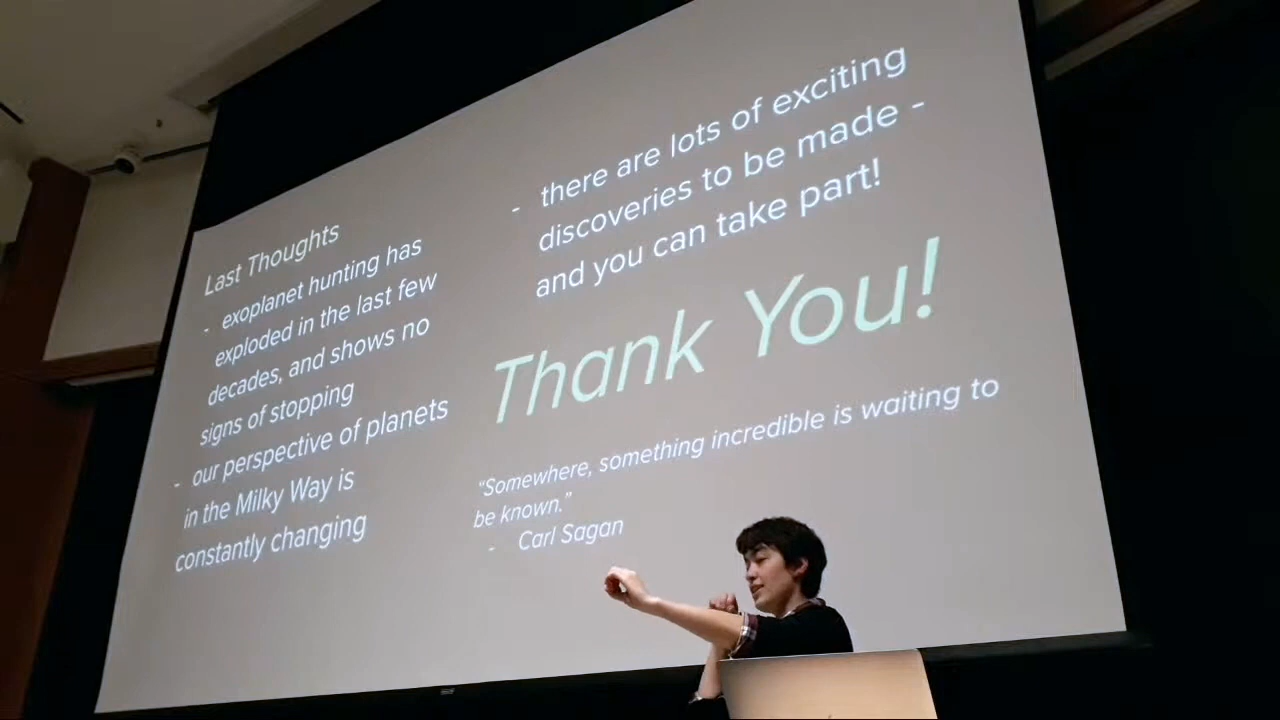 Last Thoughts
- exoplanet hunting has
exploded in the last few
decades, and shows no
signs of stopping
- our perspective of planets
in the Milky Way is
constantly changing
- there are lots of exciting
discoveries to be made -
and you can take part!
Thank You!
“Somewhere, something incredible is waiting to
be known.”
- Carl Sagan